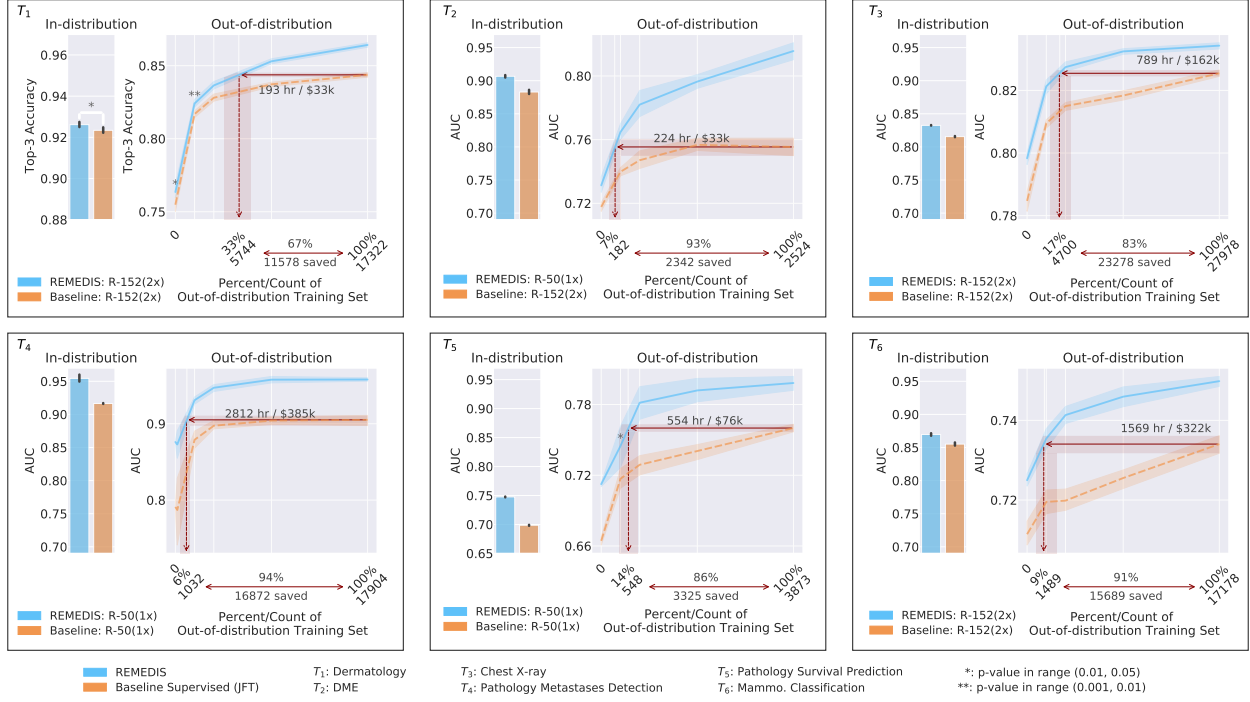 T1
In-distribution
Out-of-distribution
Top-3 Accuracy
0.96
0.94
0.92
0.90
0.88
*
Top-3 Accuracy
0.85
0.80
0.75
*
**
193 hr / $33k
0
33%
5744
67%
11578 saved
100%
17322
REMEDIS: R-152(2x)
Baseline: R-152(2x)
Percent/Count of
Out-of-distribution Training Set
T2
In-distribution
Out-of-distribution
AUC
0.95
0.90
0.85
0.80
0.75
0.70
AUC
0.80
0.76
0.72
224 hr / $33k
0
7%
182
93%
2342 saved
100%
2524
REMEDIS: R-50(1x)
Baseline: R-152(2x)
Percent/Count of
Out-of-distribution Training Set
T3
In-distribution
Out-of-distribution
AUC
0.95
0.90
0.85
0.80
0.75
0.70
AUC
0.82
0.80
0.78
789 hr / $162k
0
17%
4700
83%
23278 saved
100%
27978
REMEDIS: R-152(2x)
Baseline: R-152(2x)
Percent/Count of
Out-of-distribution Training Set
T4
In-distribution
Out-of-distribution
AUC
0.95
0.90
0.85
0.80
0.75
0.70
AUC
0.9
0.8
2812 hr / $385k
0
6%
1032
94%
16872 saved
100%
17904
REMEDIS: R-50(1x)
Baseline: R-50(1x)
Percent/Count of
Out-of-distribution Training Set
T5
In-distribution
Out-of-distribution
AUC
0.95
0.90
0.85
0.80
0.75
0.70
0.65
AUC
0.78
0.72
0.66
*
554 hr / $76k
0
14%
548
86%
3325 saved
100%
3873
REMEDIS: R-50(1x)
Baseline: R-50(1x)
Percent/Count of
Out-of-distribution Training Set
T6
In-distribution
Out-of-distribution
AUC
0.95
0.90
0.85
0.80
0.75
0.70
AUC
0.74
0.72
1569 hr / $322k
0
9%
1489
91%
15689 saved
100%
17178
REMEDIS: R-152(2x)
Baseline: R-152(2x)
Percent/Count of
Out-of-distribution Training Set
REMEDIS
Baseline Supervised (JFT)
T1: Dermatology
T2: DME
T3: Chest X-ray
T4: Pathology Metastases Detection
T5: Pathology Survival Prediction
T6: Mammo. Classification
*: p-value in range (0.01, 0.05)
**: p-value in range (0.001, 0.01)